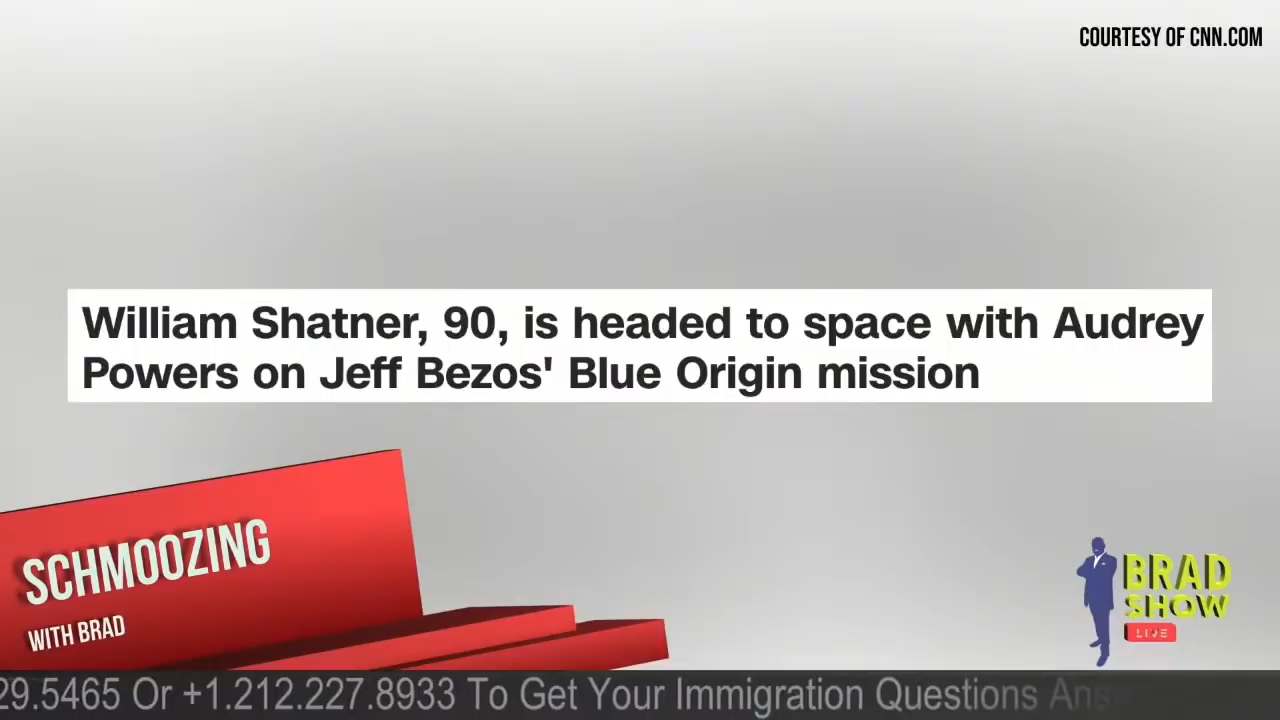 COURTESY OF CNN.COM
William Shatner, 90, is headed to space with Audrey
Powers on Jeff Bezos' Blue Origin mission
SCHMOOZING
WITH BRAD
BRAD
SHOW
LIVE
29.5465 Or +1.212.227.8933 To Get Your Immigration Questions Ans